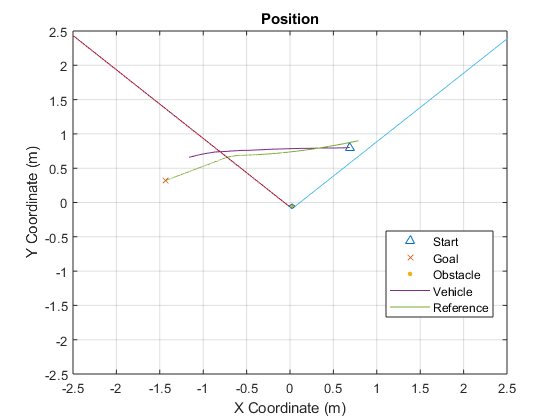 Position
2.5
2
1.5
1
0.5
0
-0.5
-1
-1.5
-2
-2.5
Y Coordinate (m)
Start
Goal
Obstacle
Vehicle
Reference
-2.5 -2 -1.5 -1 -0.5 0 0.5 1 1.5 2 2.5
X Coordinate (m)